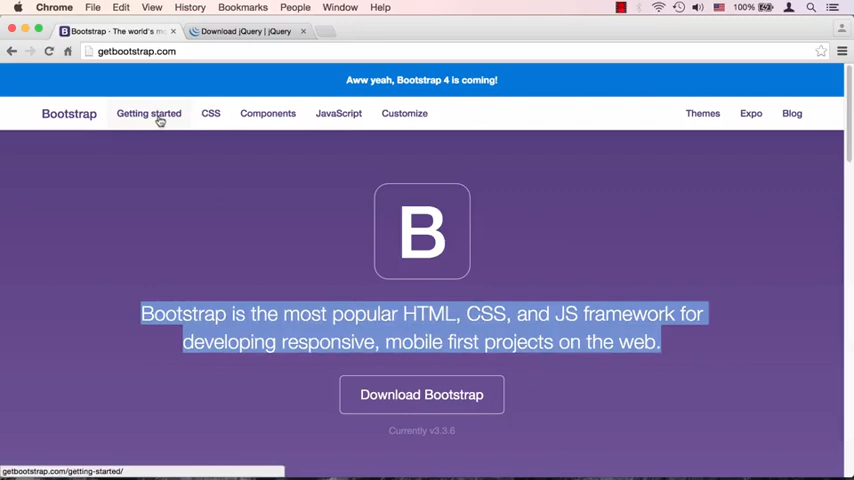 Chrome File Edit View History Bookmarks People Window Help 100%
Bootstrap · The world's mo Download jQuery | jQuery
getbootstrap.com
Aww yeah, Bootstrap 4 is coming!
Bootstrap Getting started CSS Components JavaScript Customize Themes Expo Blog
B
Bootstrap is the most popular HTML, CSS, and JS framework for
developing responsive, mobile first projects on the web.
Download Bootstrap
Currently v3.3.6
getbootstrap.com/getting-started/